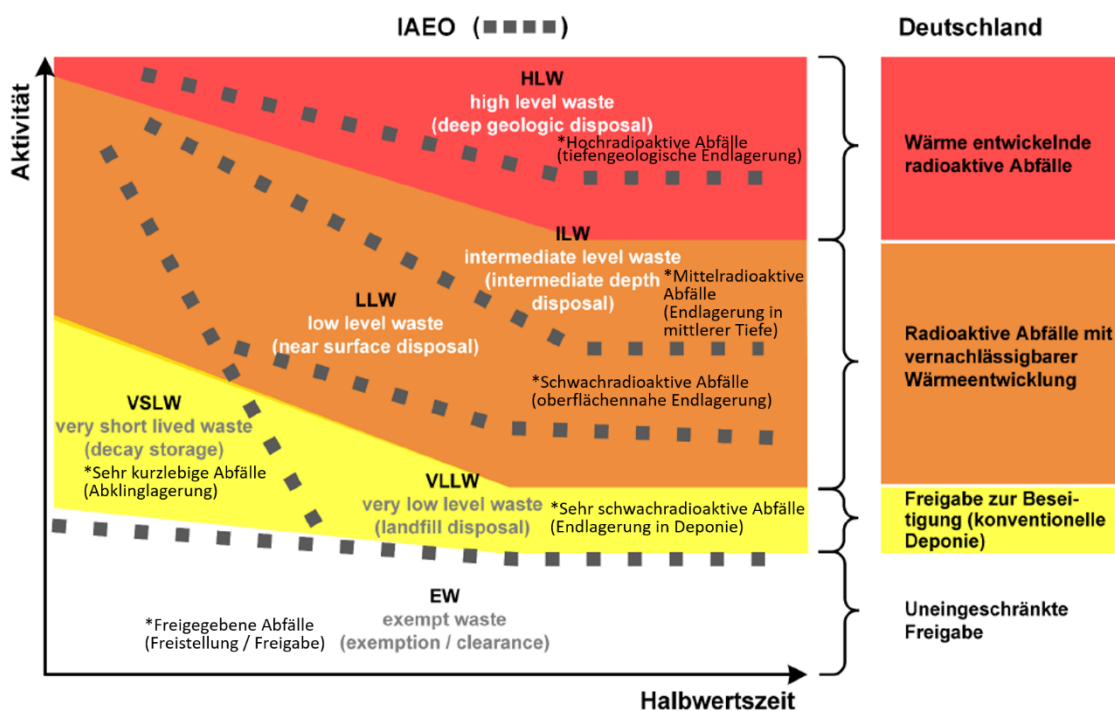 IAEO (▪▪▪▪)
Deutschland
Aktivität
HLW
high level waste
(deep geologic disposal)
*Hochradioaktive Abfälle
(tiefengeologische Endlagerung)
Wärme entwickelnde
radioaktive Abfälle
ILW
intermediate level waste
(intermediate depth
disposal)
*Mittelradioaktive
Abfälle
(Endlagerung in
mittlerer Tiefe)
LLW
low level waste
(near surface disposal)
*Schwachradioaktive Abfälle
(oberflächennahe Endlagerung)
Radioaktive Abfälle mit
vernachlässigbarer
Wärmeentwicklung
VSLW
very short lived waste
(decay storage)
*Sehr kurzlebige Abfälle
(Abklinglagerung)
VLLW
very low level waste
(landfill disposal)
*Sehr schwachradioaktive Abfälle
(Endlagerung in Deponie)
Freigabe zur Besei-
tigung (konventionelle
Deponie)
EW
exempt waste
(exemption / clearance)
*Freigegebene Abfälle
(Freistellung / Freigabe)
Uneingeschränkte
Freigabe
Halbwertszeit